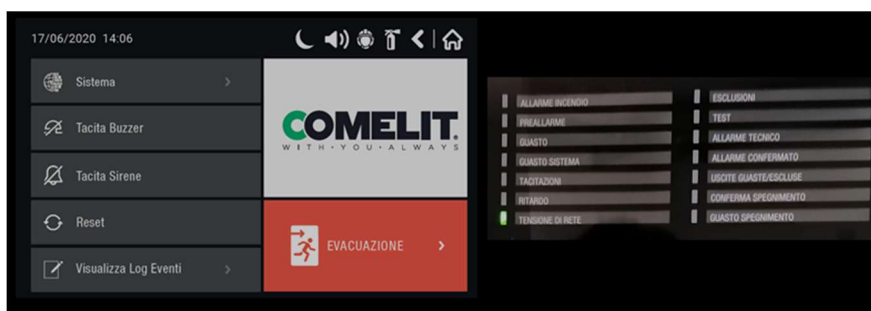 17/06/2020 14:06
Sistema
Tacita Buzzer
Tacita Sirene
Reset
Visualizza Log Eventi
COMELIT.
WITH·YOU·ALWAYS
EVACUAZIONE
ALLARME INCENDIO
PREALLARME
GUASTO
GUASTO SISTEMA
TACITAZIONI
RITARDO
TENSIONE DI RETE
ESCLUSIONI
TEST
ALLARME TECNICO
ALLARME CONFERMATO
USCITE GUASTE/ESCLUSE
CONFERMA SPEGNIMENTO
GUASTO SPEGNIMENTO